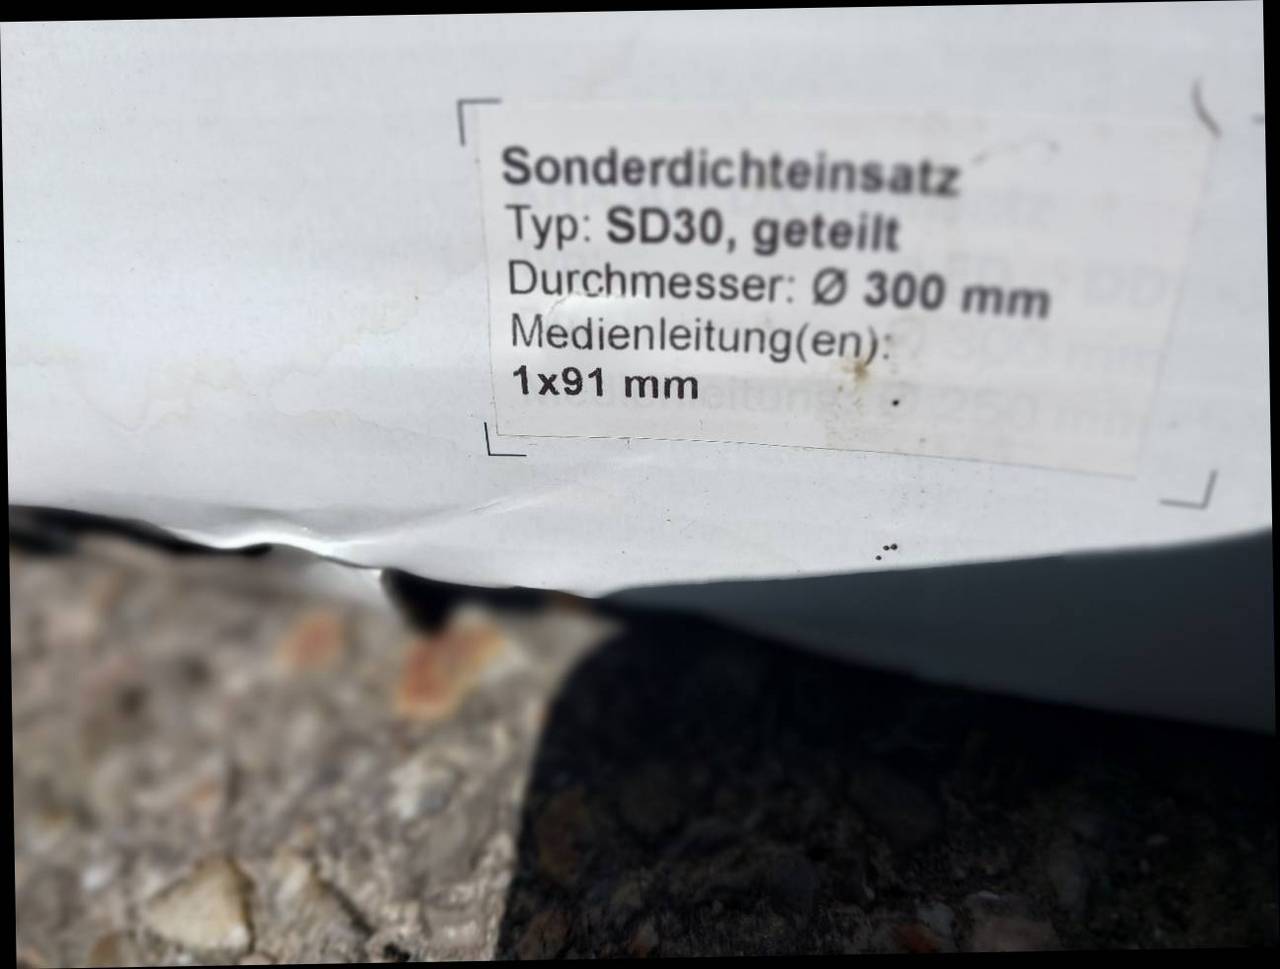 Sonderdichteinsatz
Typ: SD30, geteilt
Durchmesser: Ø 300 mm
Medienleitung(en):
1x91 mm